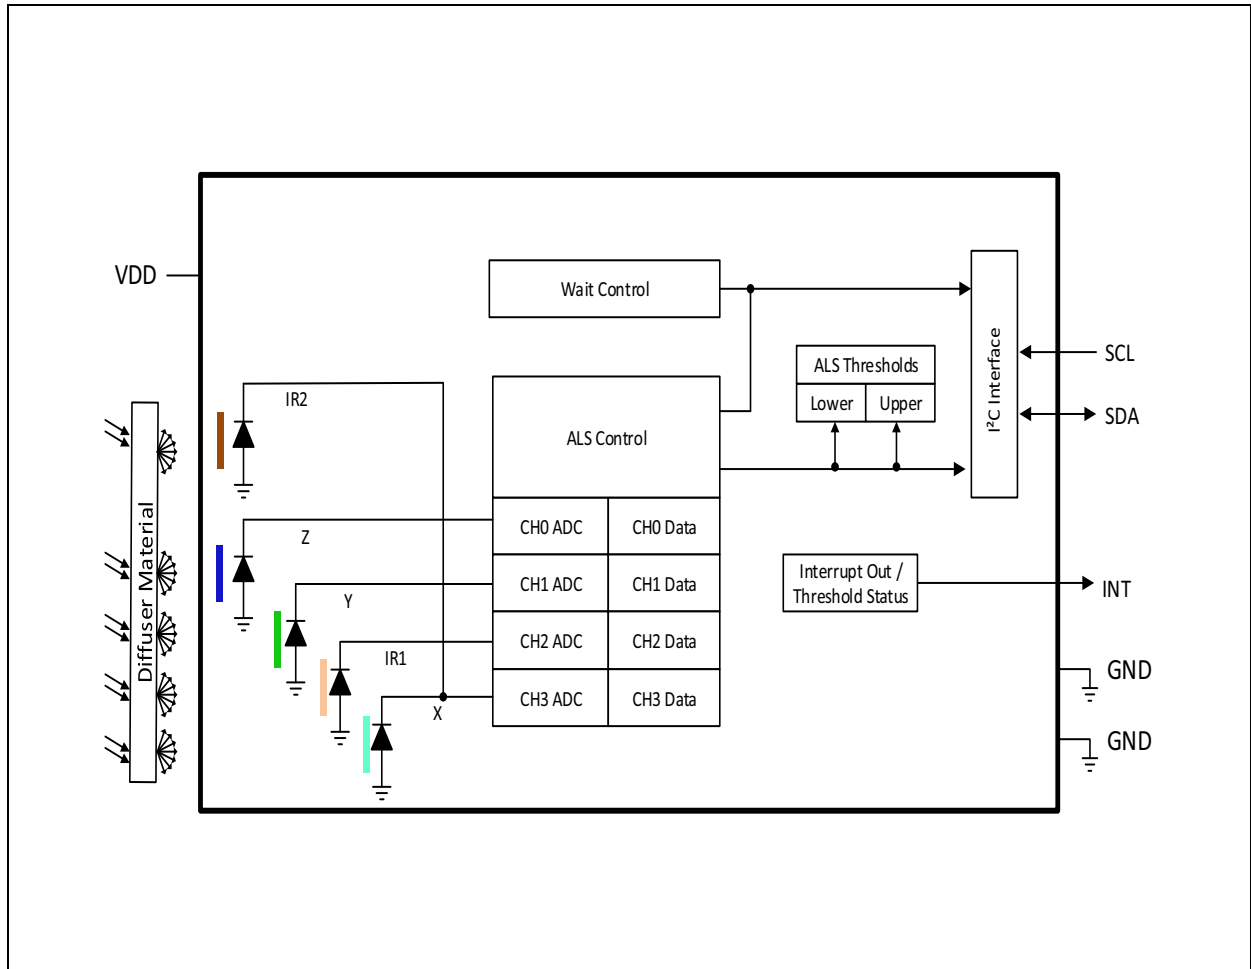 VDD
Wait Control
I²C Interface
SCL
ALS Thresholds
Lower Upper
SDA
IR2
ALS Control
Diffuser Material
Z
CH0 ADC CH0 Data
Y
CH1 ADC CH1 Data
Interrupt Out /
Threshold Status
INT
IR1
CH2 ADC CH2 Data
X
CH3 ADC CH3 Data
GND
GND